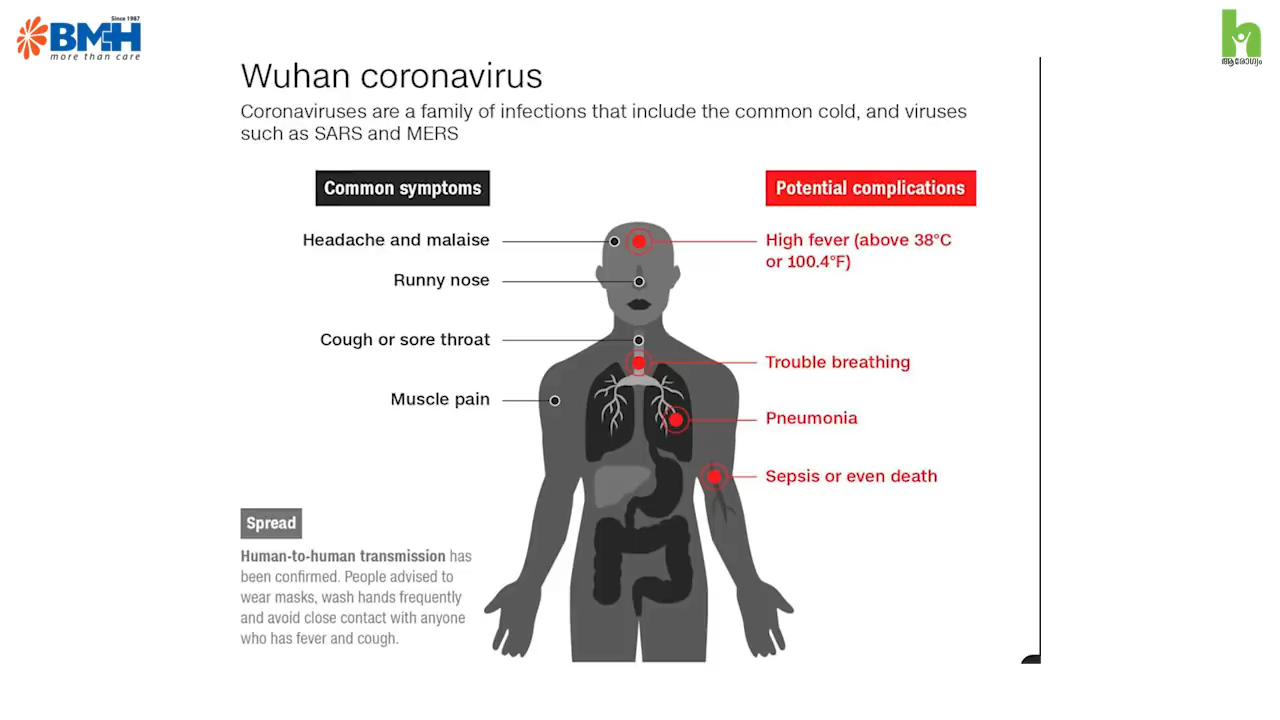 Since 1987
BMH
more than care
h
ആരോഗ്യം
Wuhan coronavirus
Coronaviruses are a family of infections that include the common cold, and viruses
such as SARS and MERS
Common symptoms
Headache and malaise
Runny nose
Cough or sore throat
Muscle pain
Potential complications
High fever (above 38°C
or 100.4°F)
Trouble breathing
Pneumonia
Sepsis or even death
Spread
Human-to-human transmission has
been confirmed. People advised to
wear masks, wash hands frequently
and avoid close contact with anyone
who has fever and cough.